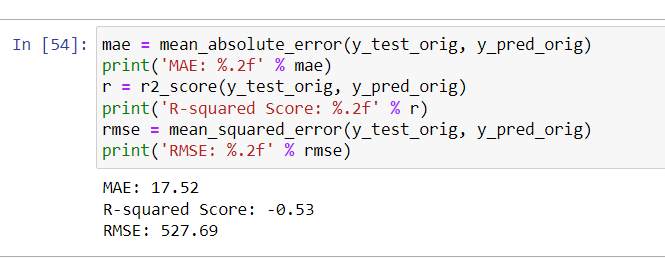 In [54]: mae = mean_absolute_error(y_test_orig, y_pred_orig)
print('MAE: %.2f' % mae)
r = r2_score(y_test_orig, y_pred_orig)
print('R-squared Score: %.2f' % r)
rmse = mean_squared_error(y_test_orig, y_pred_orig)
print('RMSE: %.2f' % rmse)
MAE: 17.52
R-squared Score: -0.53
RMSE: 527.69